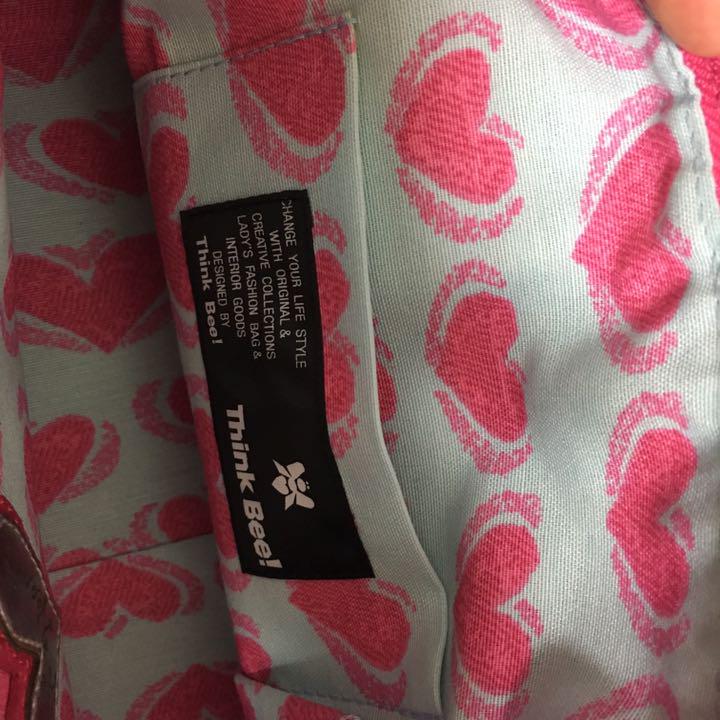 CHANGE YOUR LIFE STYLE
WITH ORIGINAL &
CREATIVE COLLECTIONS
LADY'S FASHION BAG &
INTERIOR GOODS
DESIGNED BY
Think Bee!
Think Bee!